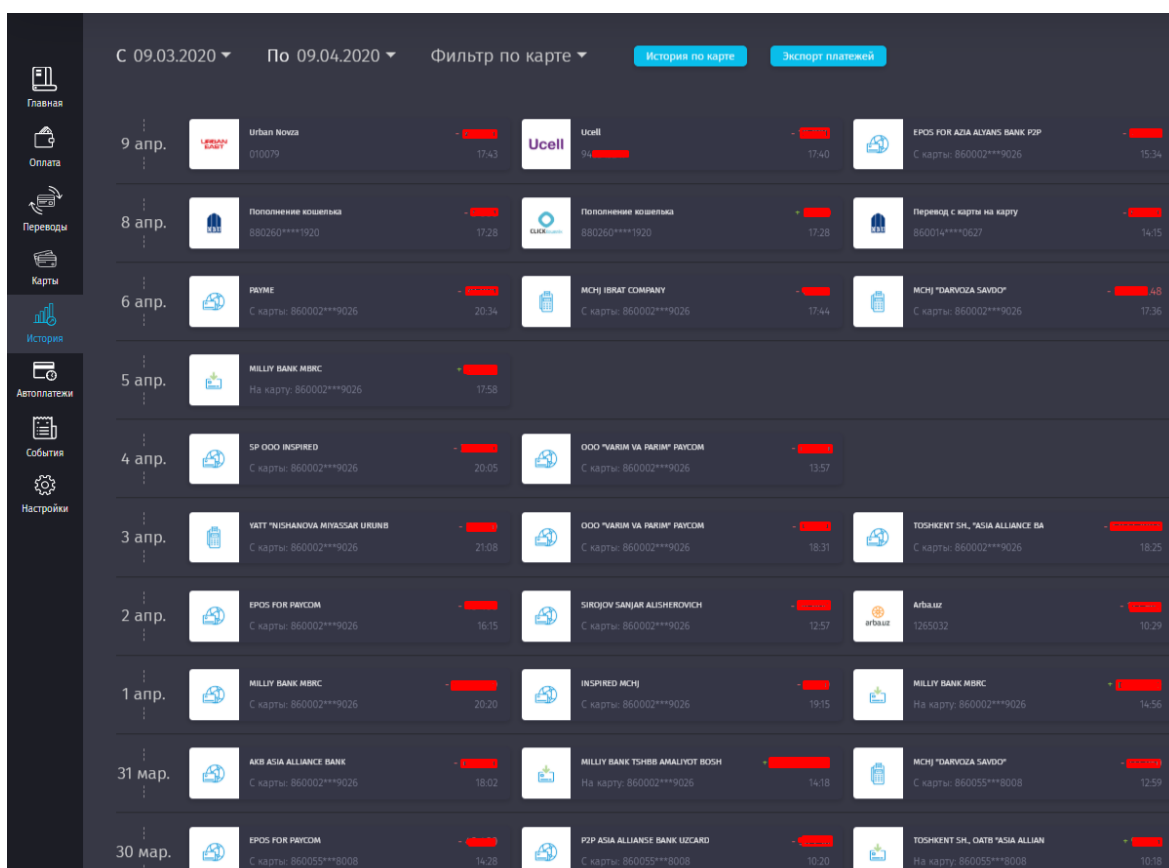 С 09.03.2020 По 09.04.2020 Фильтр по карте История по карте Экспорт платежей
Главная
Оплата
Переводы
Карты
История
Автоплатежи
События
Настройки
9 апр.
URBAN EAST
Urban Novza -
010079 17:43
Ucell
Ucell -
94 17:40
EPOS FOR AZIA ALYANS BANK P2P -
С карты: 860002***9026 15:34
8 апр.
Пополнение кошелька -
880260****1920 17:28
CLICK
Пополнение кошелька +
880260****1920 17:28
Перевод с карты на карту -
860014****0627 14:15
6 апр.
PAYME -
С карты: 860002***9026 20:34
MCHJ IBRAT COMPANY -
С карты: 860002***9026 17:44
MCHJ "DARVOZA SAVDO" - .48
С карты: 860002***9026 17:36
5 апр.
MILLIY BANK MBRC +
На карту: 860002***9026 17:58
4 апр.
SP OOO INSPIRED -
С карты: 860002***9026 20:05
OOO "VARIM VA PARIM" PAYCOM -
С карты: 860002***9026 13:57
3 апр.
YATT "NISHANOVA MIYASSAR URUNB -
С карты: 860002***9026 21:08
OOO "VARIM VA PARIM" PAYCOM -
С карты: 860002***9026 18:31
TOSHKENT SH., "ASIA ALLIANCE BA -
С карты: 860002***9026 18:25
2 апр.
EPOS FOR PAYCOM -
С карты: 860002***9026 16:15
SIROJOV SANJAR ALISHEROVICH -
С карты: 860002***9026 12:57
arba.uz
Arba.uz -
1265032 10:29
1 апр.
MILLIY BANK MBRC -
С карты: 860002***9026 20:20
INSPIRED MCHJ -
С карты: 860002***9026 19:15
MILLIY BANK MBRC +
На карту: 860002***9026 14:56
31 мар.
AKB ASIA ALLIANCE BANK -
С карты: 860002***9026 18:02
MILLIY BANK TSHBB AMALIYOT BOSH +
На карту: 860002***9026 14:18
MCHJ "DARVOZA SAVDO" -
С карты: 860055***8008 12:59
30 мар.
EPOS FOR PAYCOM -
С карты: 860055***8008 14:28
P2P ASIA ALLIANSE BANK UZCARD -
С карты: 860055***8008 10:20
TOSHKENT SH., OATB "ASIA ALLIAN +
На карту: 860055***8008 10:18